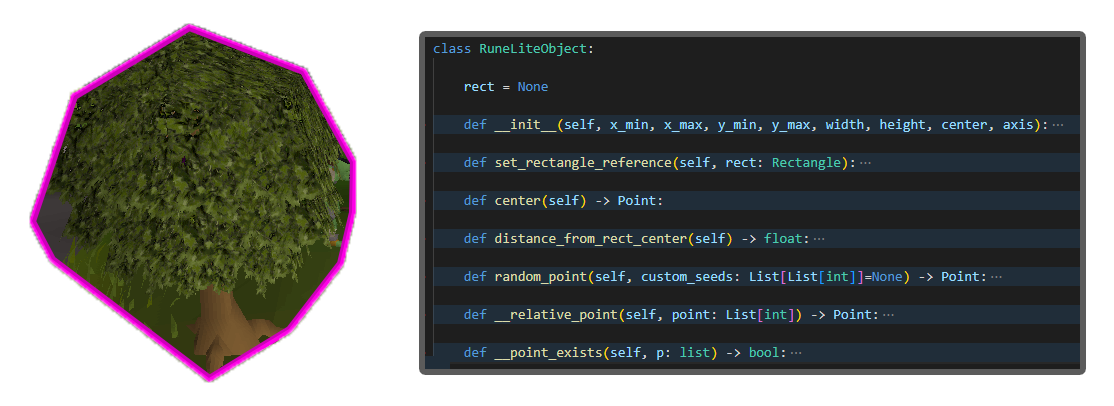 class RuneLiteObject:
rect = None
def __init__(self, x_min, x_max, y_min, y_max, width, height, center, axis):···
def set_rectangle_reference(self, rect: Rectangle):···
def center(self) -> Point:
def distance_from_rect_center(self) -> float:···
def random_point(self, custom_seeds: List[List[int]]=None) -> Point:···
def __relative_point(self, point: List[int]) -> Point:···
def __point_exists(self, p: list) -> bool:···